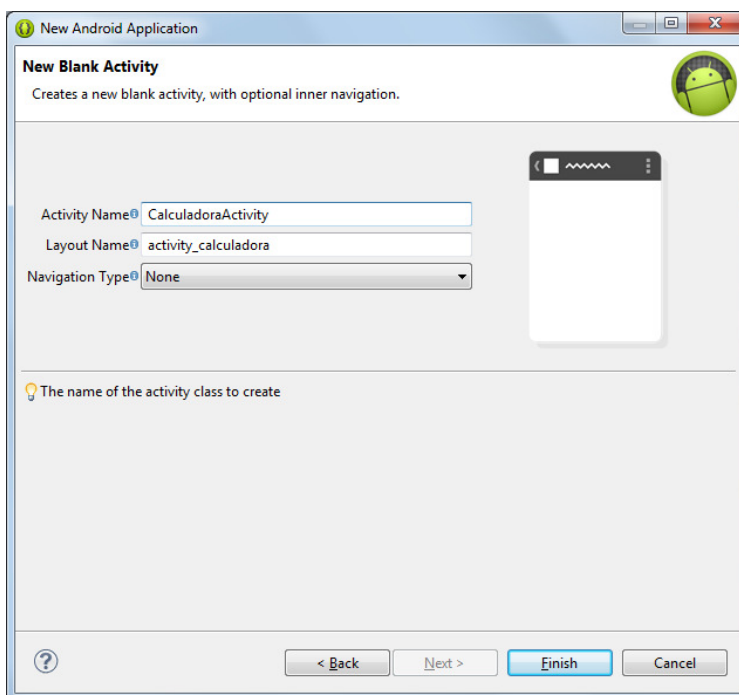 New Android Application
New Blank Activity
Creates a new blank activity, with optional inner navigation.
Activity Name CalculadoraActivity
Layout Name activity_calculadora
Navigation Type None
The name of the activity class to create
< Back Next > Finish Cancel